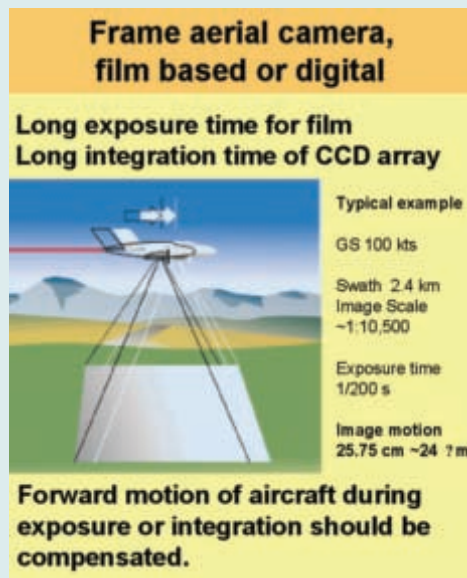 Frame aerial camera,
film based or digital
Long exposure time for film
Long integration time of CCD array
Typical example
GS 100 kts
Swath 2.4 km
Image Scale
~1:10,500
Exposure time
1/200 s
Image motion
25.75 cm ~24 ?m
Forward motion of aircraft during
exposure or integration should be
compensated.